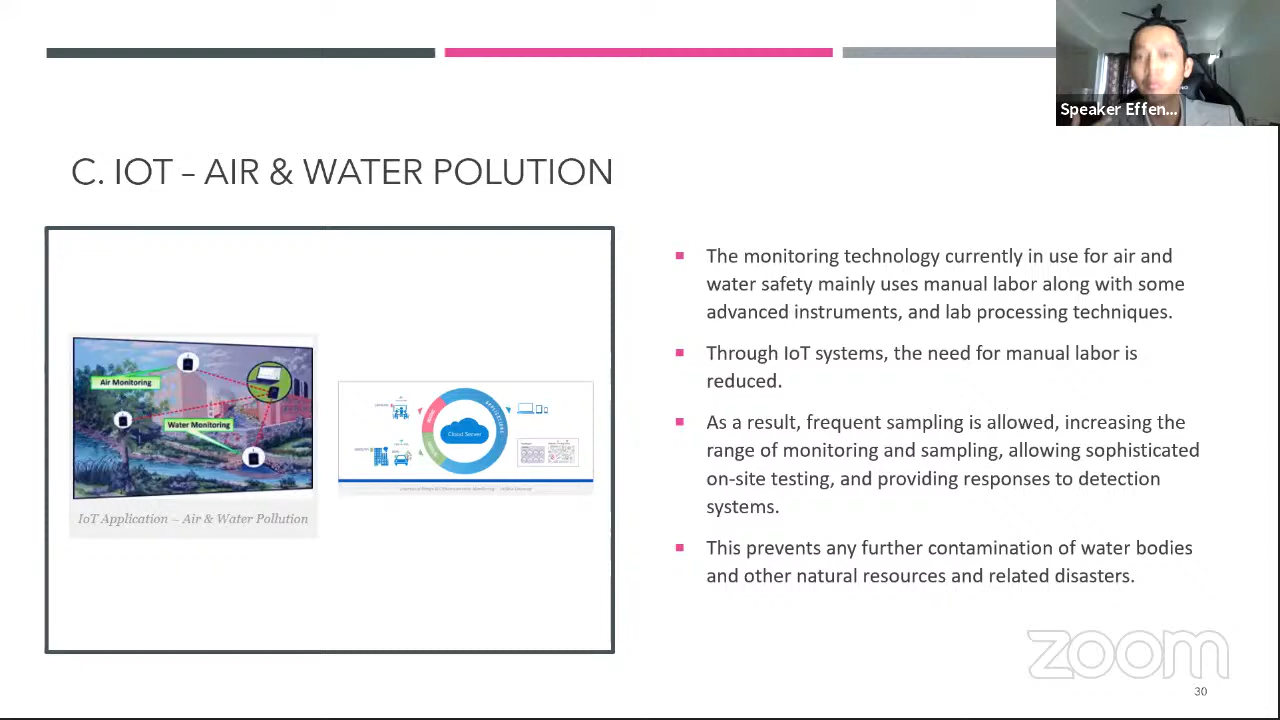 Speaker Effen...
C. IOT – AIR & WATER POLUTION
Air Monitoring
Water Monitoring
IoT Application – Air & Water Pollution
Cloud Server
APPLICATIONS
The monitoring technology currently in use for air and
water safety mainly uses manual labor along with some
advanced instruments, and lab processing techniques.
Through IoT systems, the need for manual labor is
reduced.
As a result, frequent sampling is allowed, increasing the
range of monitoring and sampling, allowing sophisticated
on-site testing, and providing responses to detection
systems.
This prevents any further contamination of water bodies
and other natural resources and related disasters.
zoom
30